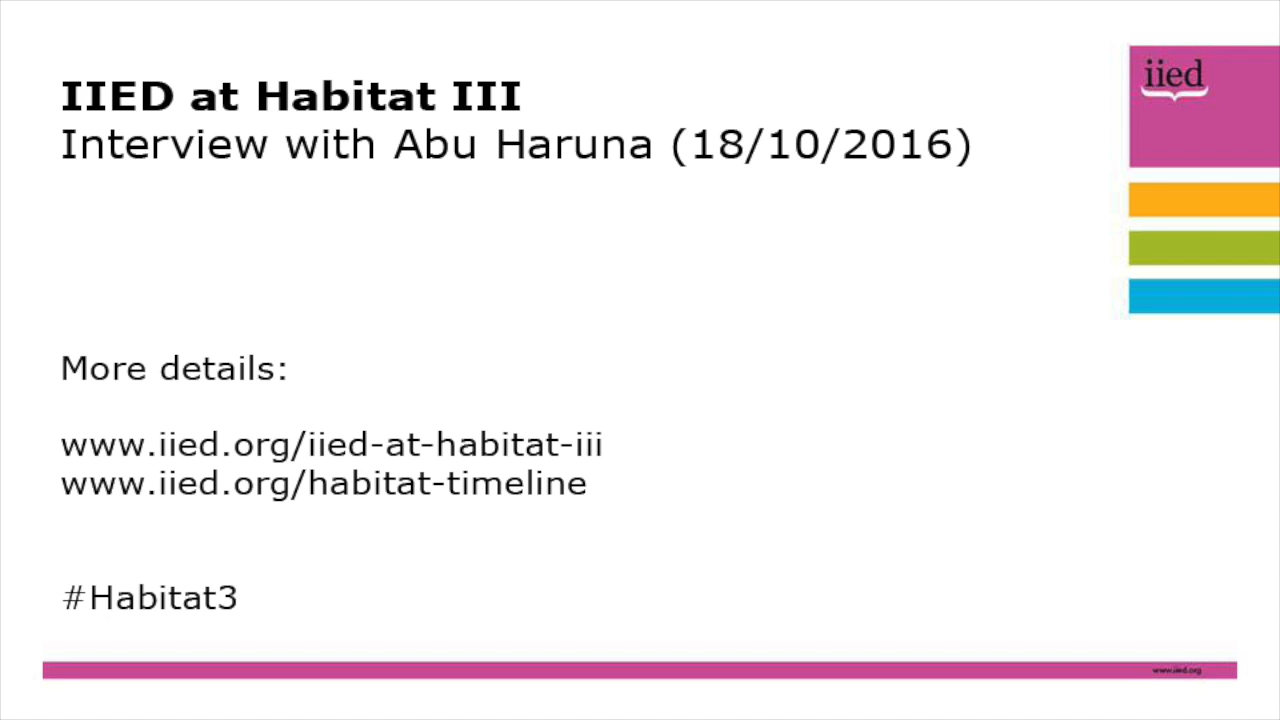 IIED at Habitat III
Interview with Abu Haruna (18/10/2016)
iied
More details:
www.iied.org/iied-at-habitat-iii
www.iied.org/habitat-timeline
#Habitat3
www.iied.org